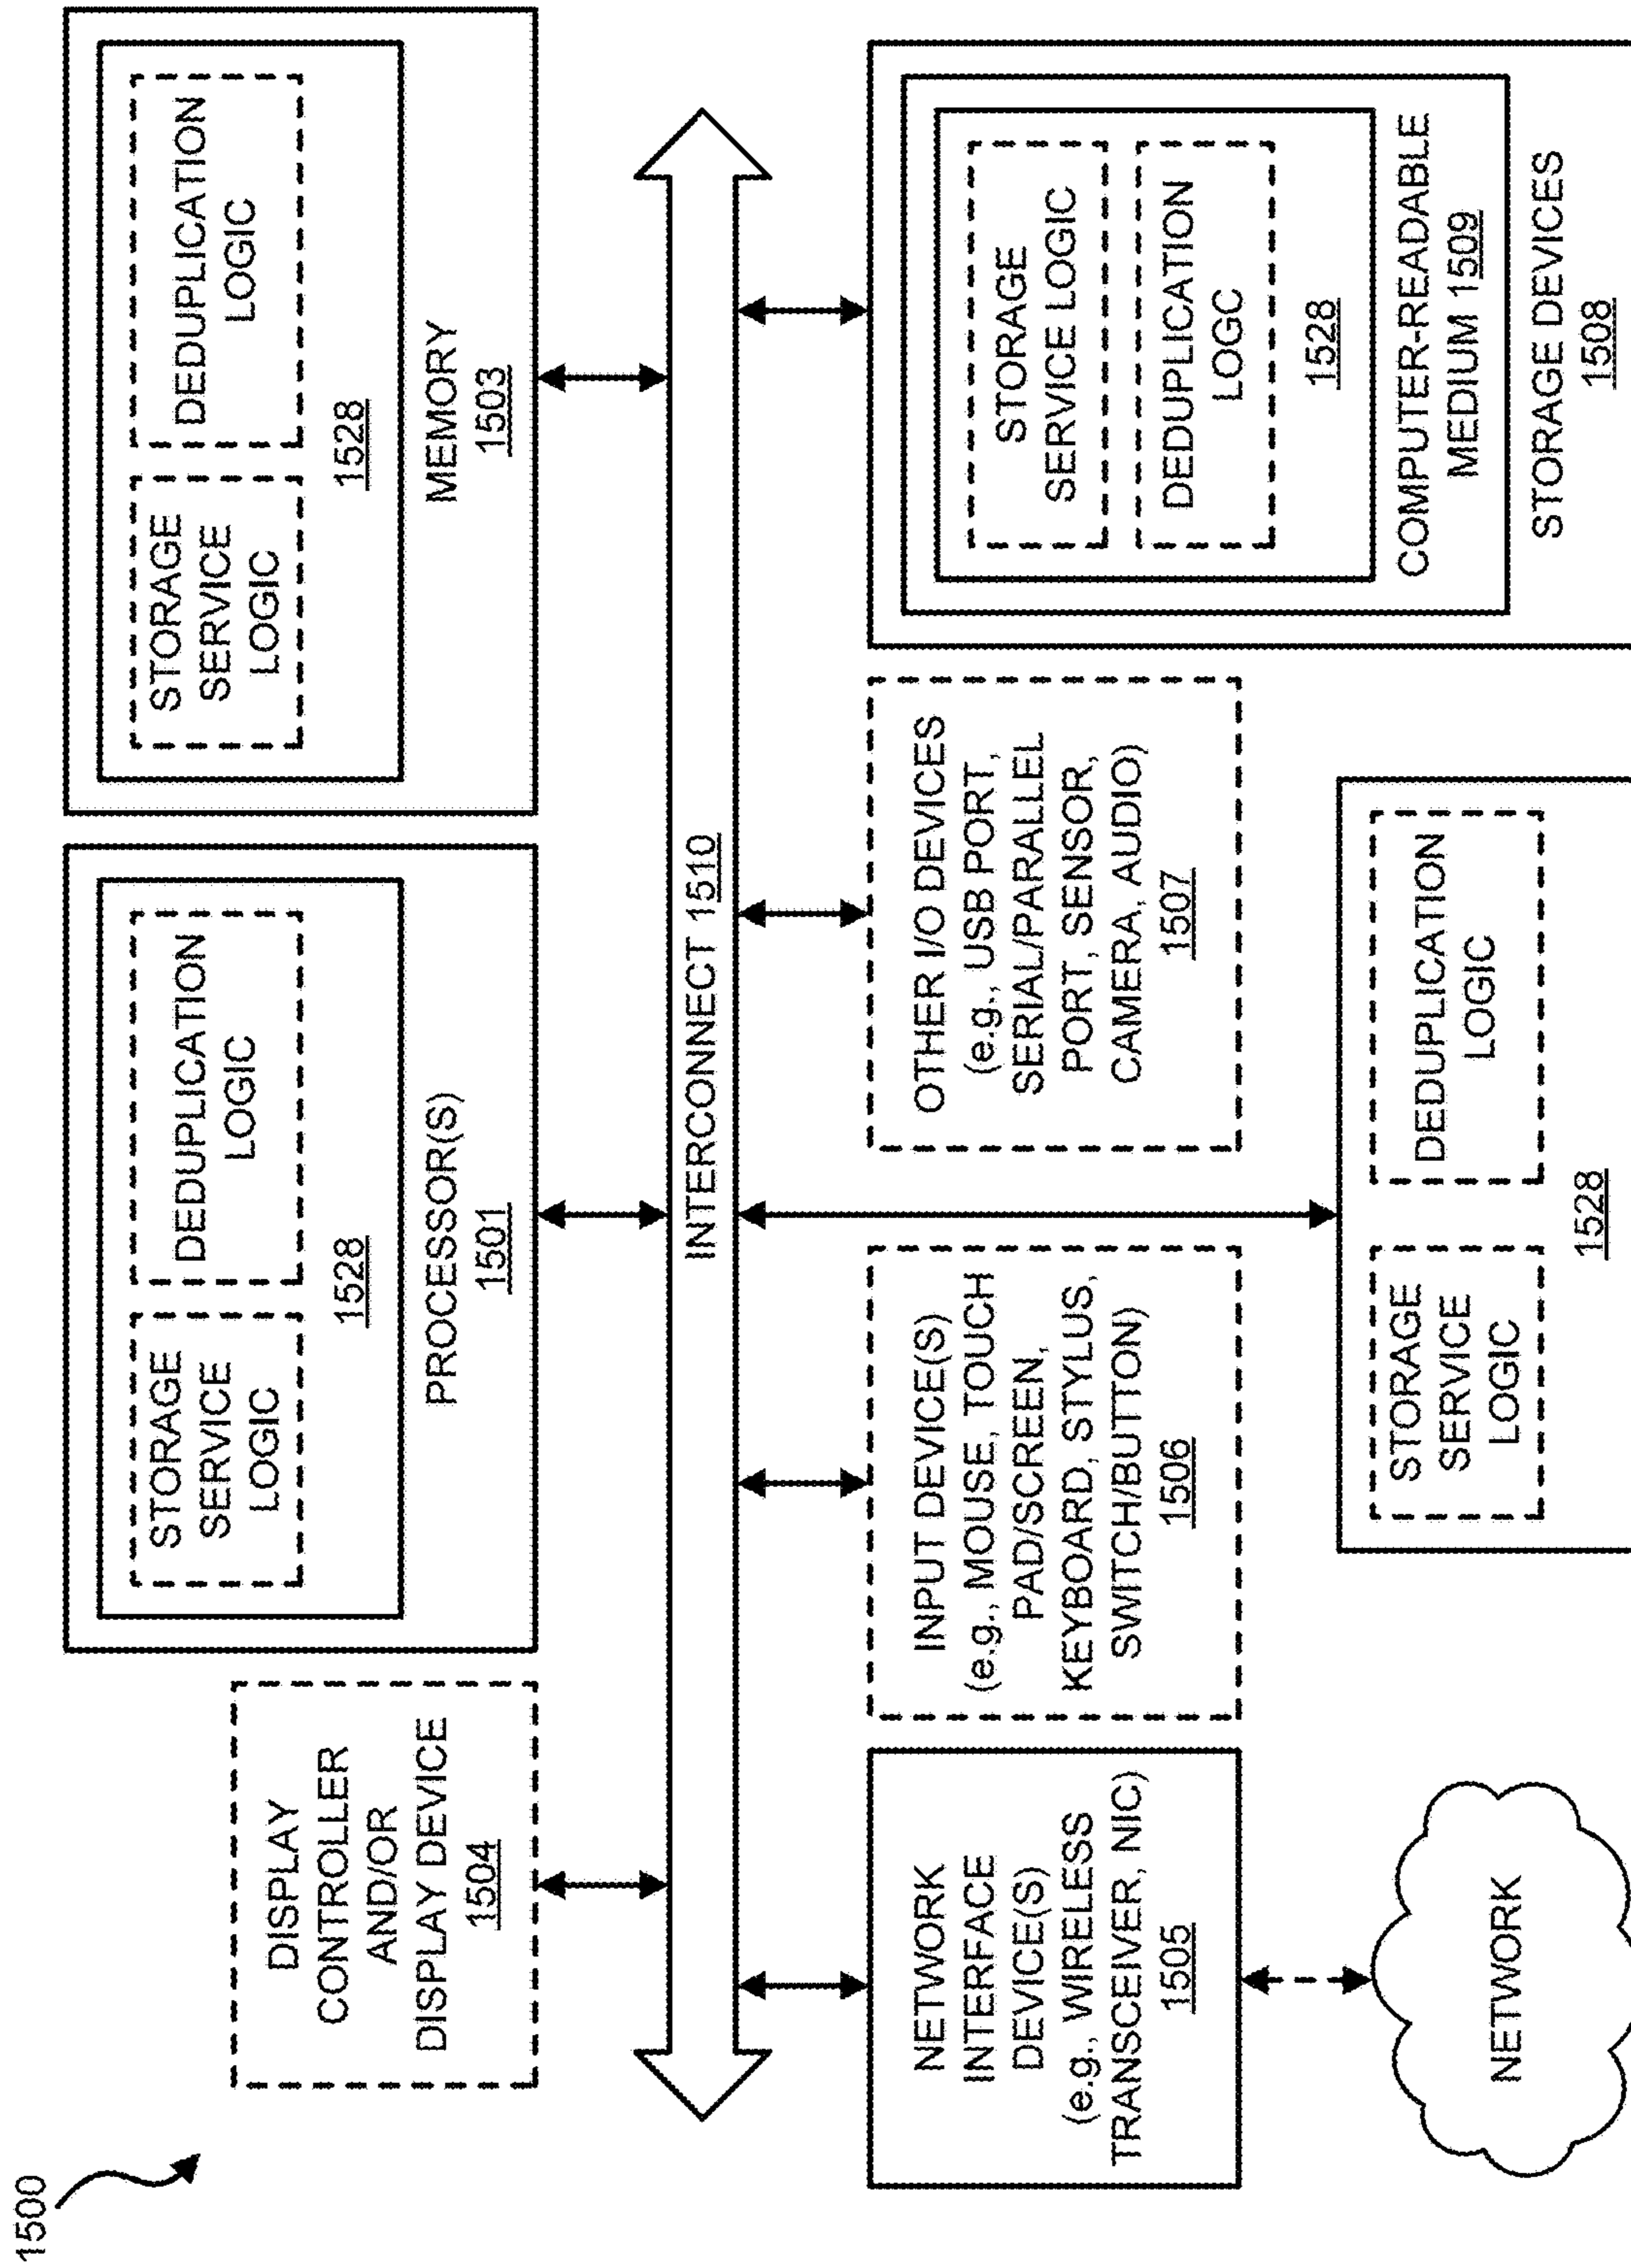 1500
DISPLAY
CONTROLLER
AND/OR
DISPLAY DEVICE
1504
STORAGE
SERVICE
LOGIC
DEDUPLICATION
LOGIC
1528
PROCESSOR(S)
1501
STORAGE
SERVICE
LOGIC
DEDUPLICATION
LOGIC
1528
MEMORY
1503
INTERCONNECT 1510
NETWORK
INTERFACE
DEVICE(S)
(e.g., WIRELESS
TRANSCEIVER, NIC)
1505
INPUT DEVICE(S)
(e.g., MOUSE, TOUCH
PAD/SCREEN,
KEYBOARD, STYLUS,
SWITCH/BUTTON)
1506
OTHER I/O DEVICES
(e.g., USB PORT,
SERIAL/PARALLEL
PORT, SENSOR,
CAMERA, AUDIO)
1507
STORAGE
SERVICE LOGIC
DEDUPLICATION
LOGC
1528
COMPUTER-READABLE
MEDIUM 1509
STORAGE DEVICES
1508
NETWORK
STORAGE
SERVICE
LOGIC
DEDUPLICATION
LOGIC
1528